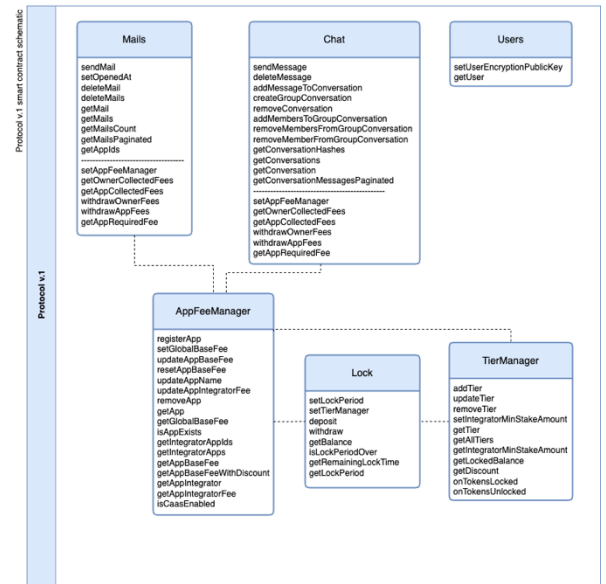 Protocol v.1 smart contract schematic
Protocol v.1
Mails
sendMail
setOpenedAt
deleteMail
deleteMails
getMail
getMails
getMailsCount
getMailsPaginated
getAppIds
------------------------------------
setAppFeeManager
getOwnerCollectedFees
getAppCollectedFees
withdrawOwnerFees
withdrawAppFees
getAppRequiredFee
Chat
sendMessage
deleteMessage
addMessageToConversation
createGroupConversation
removeConversation
addMembersToGroupConversation
removeMembersFromGroupConversation
removeMemberFromGroupConversation
getConversationHashes
getConversations
getConversation
getConversationMessagesPaginated
----------------------------------------------
setAppFeeManager
getOwnerCollectedFees
getAppCollectedFees
withdrawOwnerFees
withdrawAppFees
getAppRequiredFee
Users
setUserEncryptionPublicKey
getUser
AppFeeManager
registerApp
setGlobalBaseFee
updateAppBaseFee
resetAppBaseFee
updateAppName
updateAppIntegratorFee
removeApp
getApp
getGlobalBaseFee
isAppExists
getIntegratorAppIds
getIntegratorApps
getAppBaseFee
getAppBaseFeeWithDiscount
getAppIntegrator
getAppIntegratorFee
isCaasEnabled
Lock
setLockPeriod
setTierManager
deposit
withdraw
getBalance
isLockPeriodOver
getRemainingLockTime
getLockPeriod
TierManager
addTier
updateTier
removeTier
setIntegratorMinStakeAmount
getTier
getAllTiers
getIntegratorMinStakeAmount
getLockedBalance
getDiscount
onTokensLocked
onTokensUnlocked